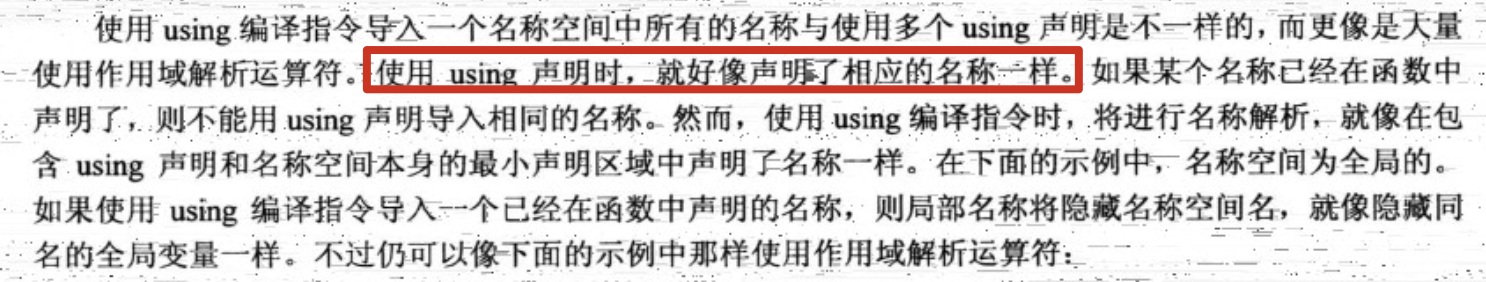 使用 using 编译指令导入一个名称空间中所有的名称与使用多个 using 声明是不一样的，而更像是大量
使用作用域解析运算符。使用 using 声明时，就好像声明了相应的名称一样。如果某个名称已经在函数中
声明了，则不能用 using 声明导入相同的名称。然而，使用 using 编译指令时，将进行名称解析，就像在包
含 using 声明和名称空间本身的最小声明区域中声明了名称一样。在下面的示例中，名称空间为全局的。
如果使用 using 编译指令导入一个已经在函数中声明的名称，则局部名称将隐藏名称空间名，就像隐藏同
名的全局变量一样。不过仍可以像下面的示例中那样使用作用域解析运算符：